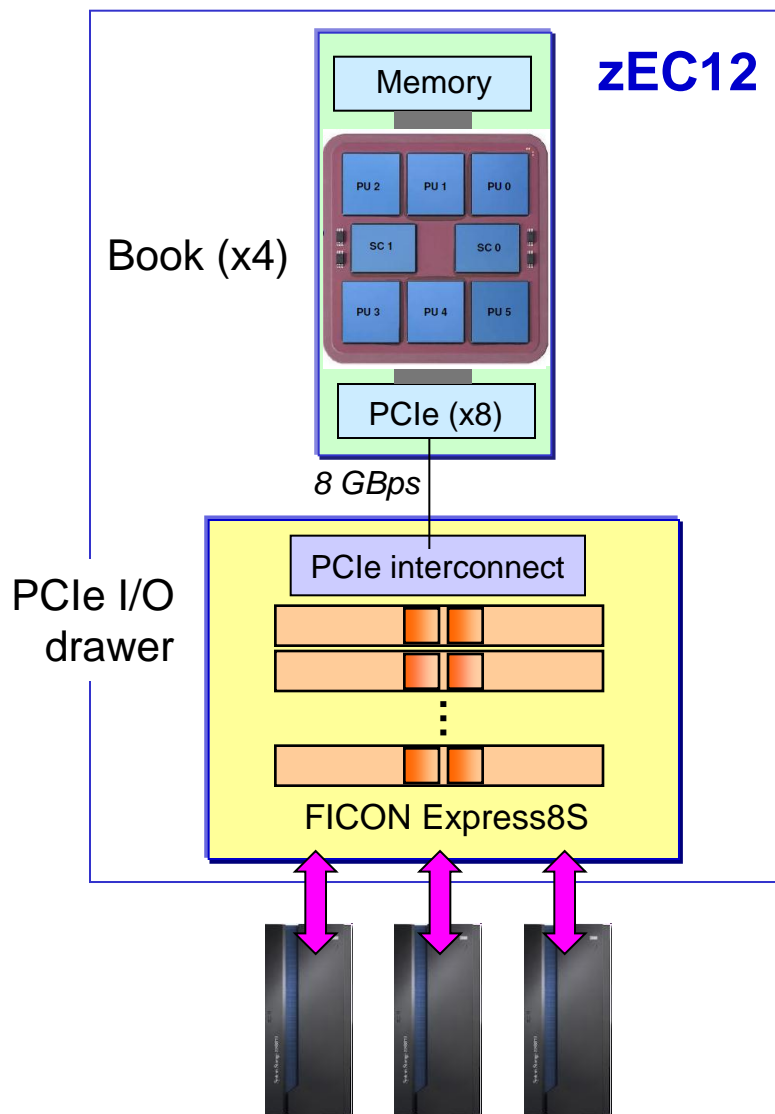 zEC12
Memory
PU 2
PU 1
PU 0
Book (x4)
SC 1
SC 0
PU 3
PU 4
PU 5
PCIe (x8)
8 GBps
PCIe interconnect
PCIe I/O
drawer
FICON Express8S